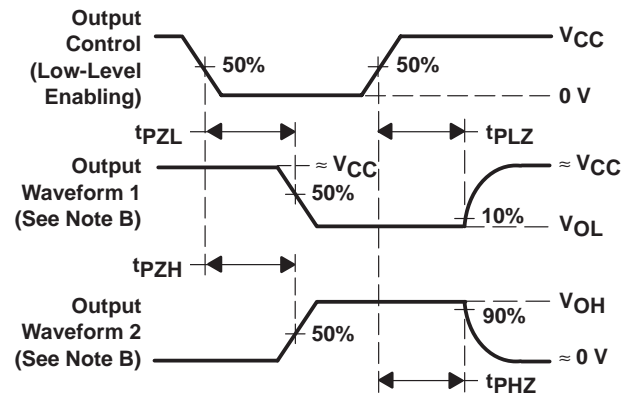 Output
Control
(Low-Level
Enabling)
50%
50%
VCC
0 V
tPZL
tPLZ
Output
Waveform 1
(See Note B)
≈ VCC
50%
≈ VCC
10%
VOL
tPZH
Output
Waveform 2
(See Note B)
50%
VOH
90%
≈ 0 V
tPHZ